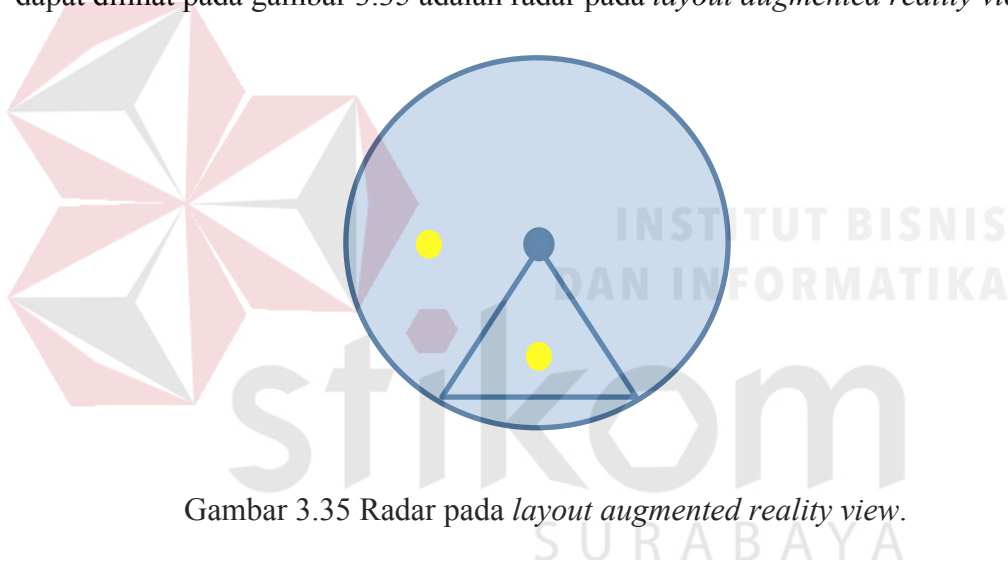 dapat dilihat pada gambar 3.35 adalah radar pada layout augmented reality
INSTITUT BISNIS
DAN INFORMATIKA
stikom
Gambar 3.35 Radar pada layout augmented reality view.
SURABAYA